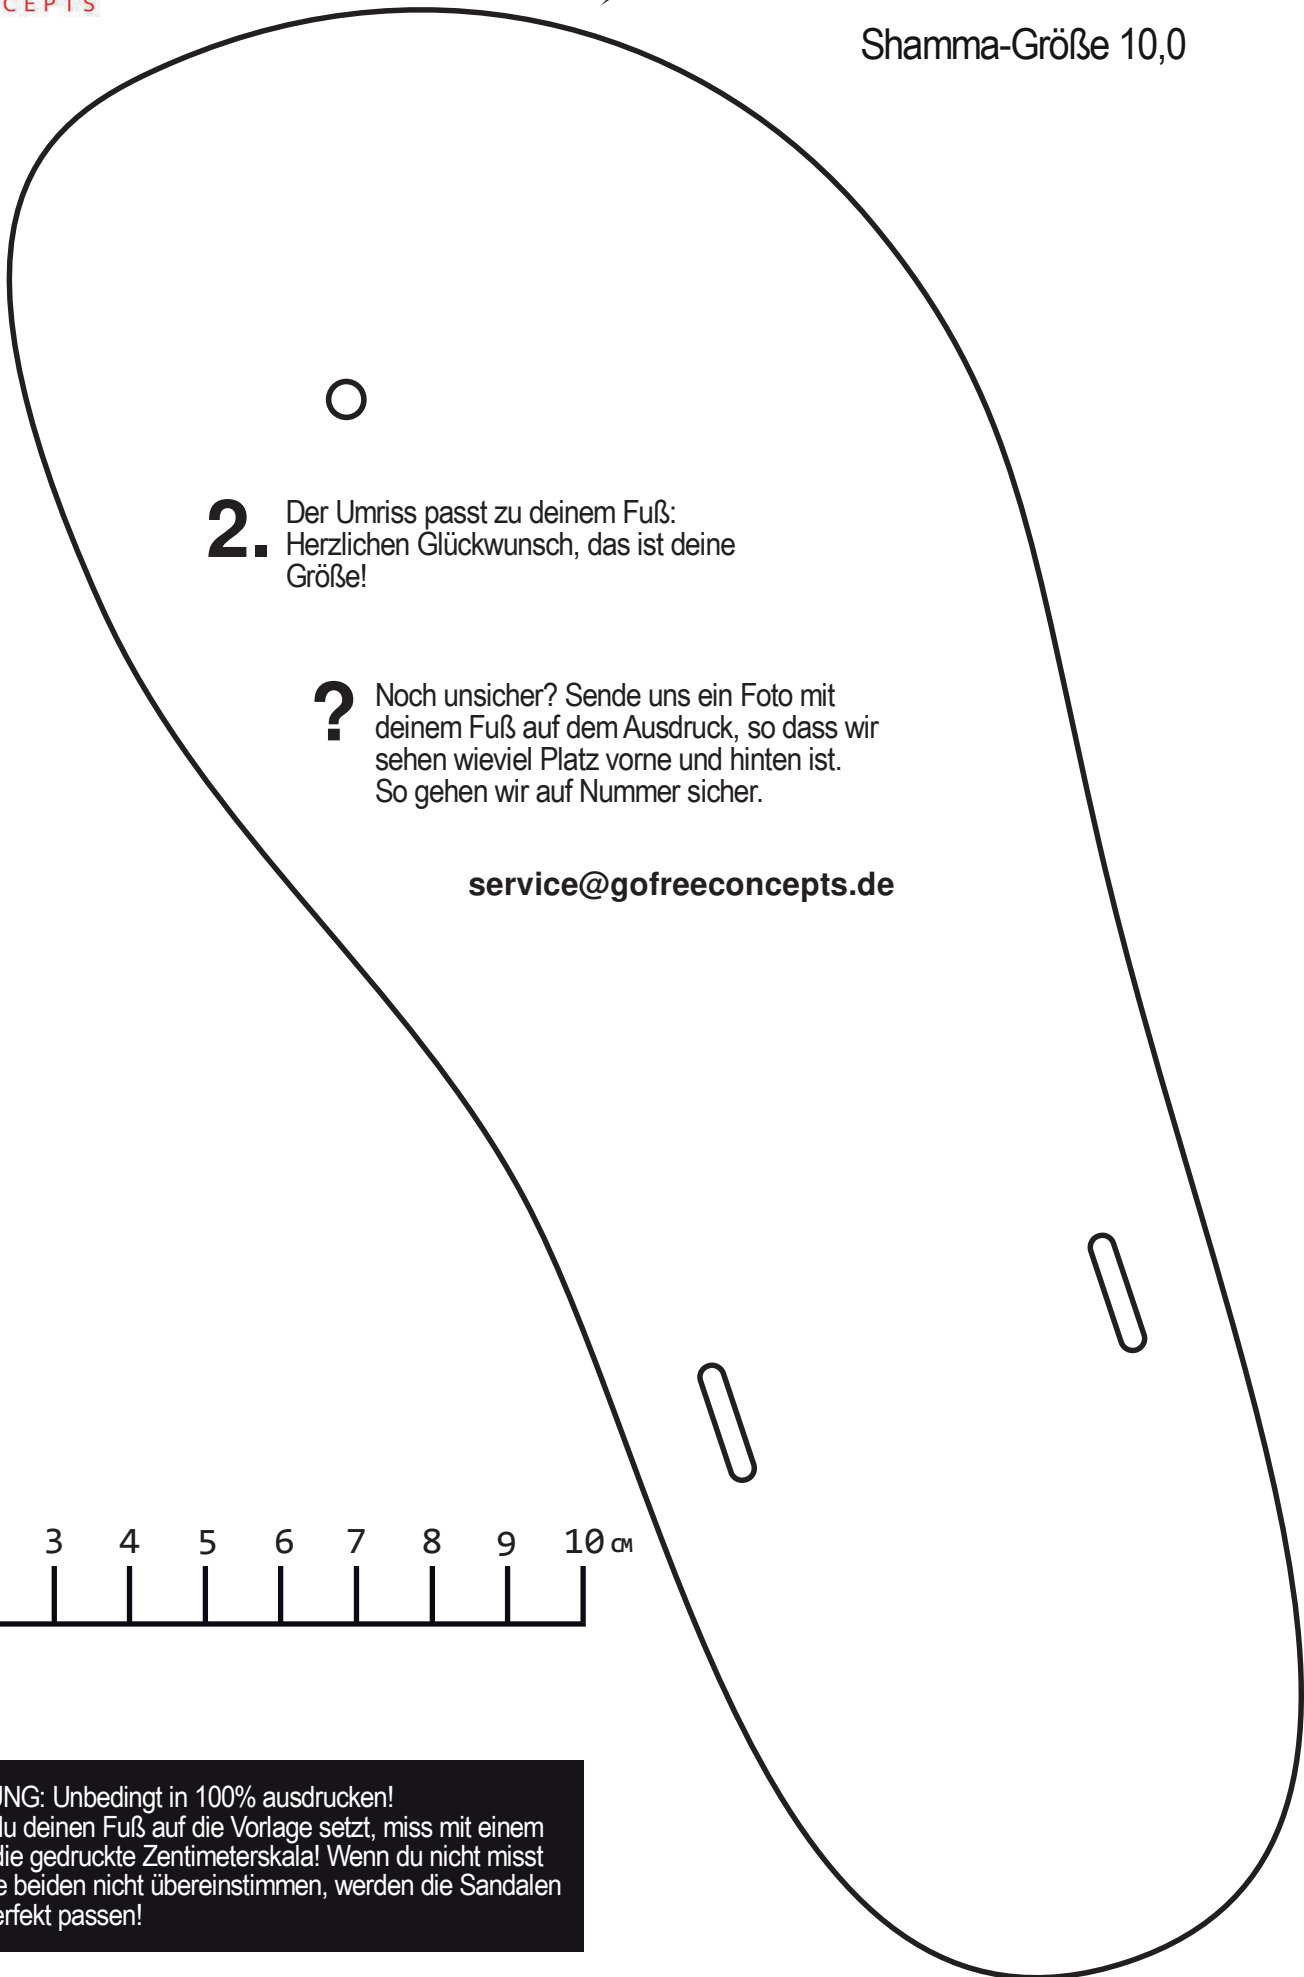 CEPTS
Shamma-Größe 10,0
2. Der Umriss passt zu deinem Fuß:
Herzlichen Glückwunsch, das ist deine
Größe!
? Noch unsicher? Sende uns ein Foto mit
deinem Fuß auf dem Ausdruck, so dass wir
sehen wieviel Platz vorne und hinten ist.
So gehen wir auf Nummer sicher.
service@gofreeconcepts.de
3 4 5 6 7 8 9 10 CM
UNG: Unbedingt in 100% ausdrucken!
du deinen Fuß auf die Vorlage setzt, miss mit einem
die gedruckte Zentimeterskala! Wenn du nicht misst
e beiden nicht übereinstimmen, werden die Sandalen
erfekt passen!